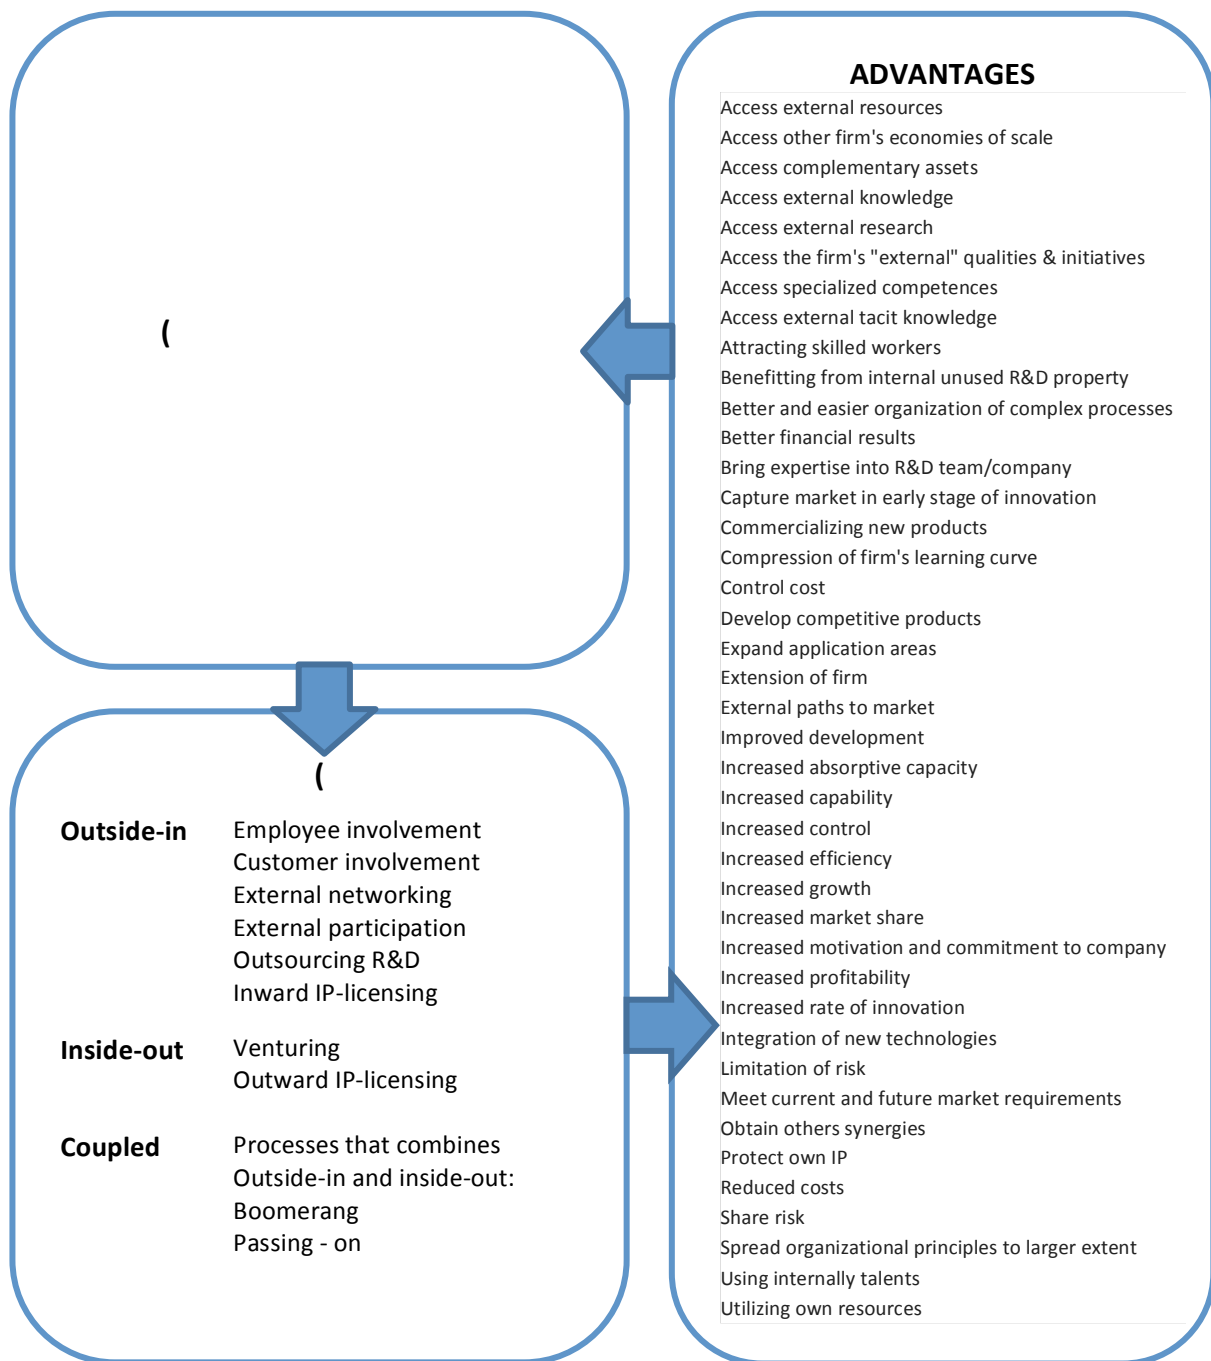 (
(
Outside-in Employee involvement
Customer involvement
External networking
External participation
Outsourcing R&D
Inward IP-licensing
Inside-out Venturing
Outward IP-licensing
Coupled Processes that combines
Outside-in and inside-out:
Boomerang
Passing - on
ADVANTAGES
Access external resources
Access other firm's economies of scale
Access complementary assets
Access external knowledge
Access external research
Access the firm's "external" qualities & initiatives
Access specialized competences
Access external tacit knowledge
Attracting skilled workers
Benefitting from internal unused R&D property
Better and easier organization of complex processes
Better financial results
Bring expertise into R&D team/company
Capture market in early stage of innovation
Commercializing new products
Compression of firm's learning curve
Control cost
Develop competitive products
Expand application areas
Extension of firm
External paths to market
Improved development
Increased absorptive capacity
Increased capability
Increased control
Increased efficiency
Increased growth
Increased market share
Increased motivation and commitment to company
Increased profitability
Increased rate of innovation
Integration of new technologies
Limitation of risk
Meet current and future market requirements
Obtain others synergies
Protect own IP
Reduced costs
Share risk
Spread organizational principles to larger extent
Using internally talents
Utilizing own resources